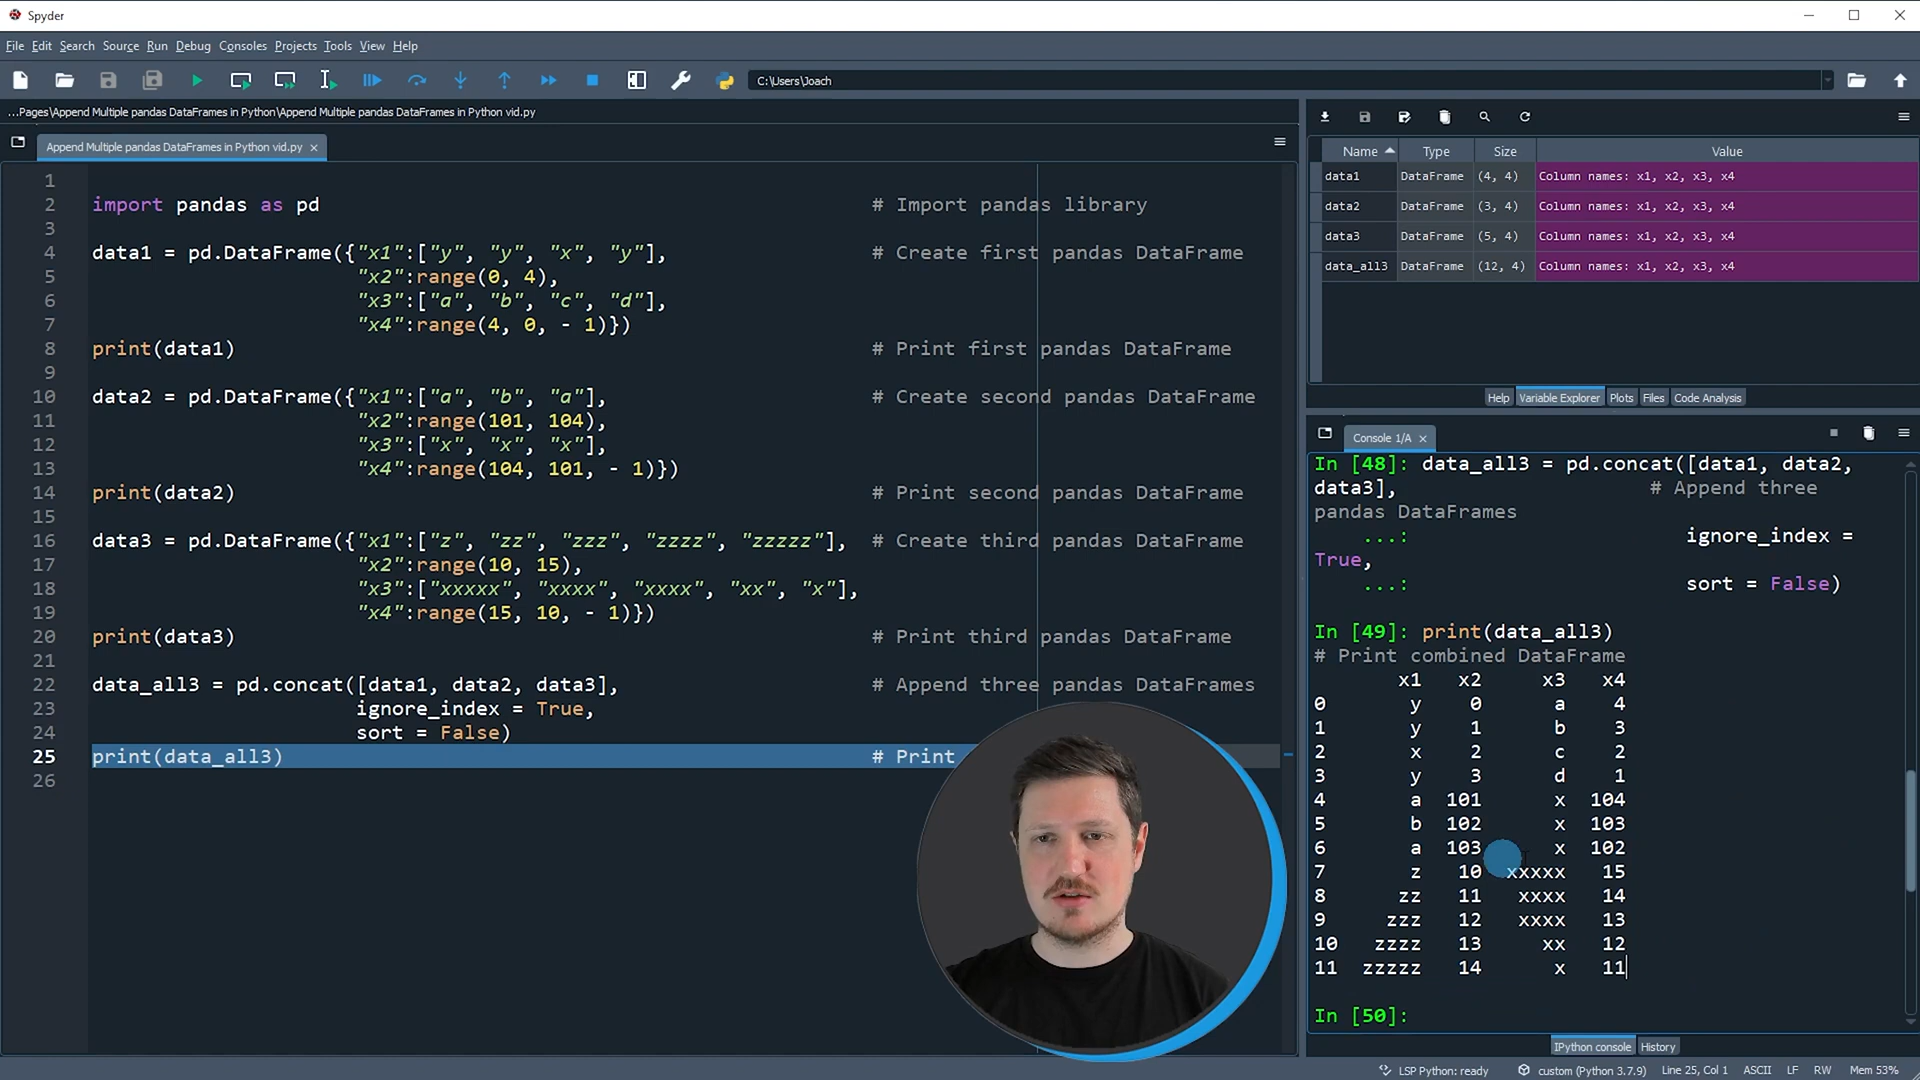 Spyder
File Edit Search Source Run Debug Consoles Projects Tools View Help
C:\Users\Joach
...Pages\Append Multiple pandas DataFrames in Python\Append Multiple pandas DataFrames in Python vid.py
Append Multiple pandas DataFrames in Python vid.py
1
2 import pandas as pd # Import pandas library
3
4 data1 = pd.DataFrame({"x1":["y", "y", "x", "y"], # Create first pandas DataFrame
5 "x2":range(0, 4),
6 "x3":["a", "b", "c", "d"],
7 "x4":range(4, 0, - 1)})
8 print(data1) # Print first pandas DataFrame
9
10 data2 = pd.DataFrame({"x1":["a", "b", "a"], # Create second pandas DataFrame
11 "x2":range(101, 104),
12 "x3":["x", "x", "x"],
13 "x4":range(104, 101, - 1)})
14 print(data2) # Print second pandas DataFrame
15
16 data3 = pd.DataFrame({"x1":["z", "zz", "zzz", "zzzz", "zzzzz"], # Create third pandas DataFrame
17 "x2":range(10, 15),
18 "x3":["xxxxx", "xxxx", "xxxx", "xx", "x"],
19 "x4":range(15, 10, - 1)})
20 print(data3) # Print third pandas DataFrame
21
22 data_all3 = pd.concat([data1, data2, data3], # Append three pandas DataFrames
23 ignore_index = True,
24 sort = False)
25 print(data_all3) # Print
26
Name Type Size Value
data1 DataFrame (4, 4) Column names: x1, x2, x3, x4
data2 DataFrame (3, 4) Column names: x1, x2, x3, x4
data3 DataFrame (5, 4) Column names: x1, x2, x3, x4
data_all3 DataFrame (12, 4) Column names: x1, x2, x3, x4
Help Variable Explorer Plots Files Code Analysis
Console 1/A
In [48]: data_all3 = pd.concat([data1, data2,
data3], # Append three
pandas DataFrames
...: ignore_index =
True,
...: sort = False)
In [49]: print(data_all3)
# Print combined DataFrame
x1 x2 x3 x4
0 y 0 a 4
1 y 1 b 3
2 x 2 c 2
3 y 3 d 1
4 a 101 x 104
5 b 102 x 103
6 a 103 x 102
7 z 10 xxxxx 15
8 zz 11 xxxx 14
9 zzz 12 xxxx 13
10 zzzz 13 xx 12
11 zzzzz 14 x 11
In [50]:
IPython console History
LSP Python: ready custom (Python 3.7.9) Line 25, Col 1 ASCII LF RW Mem 53%